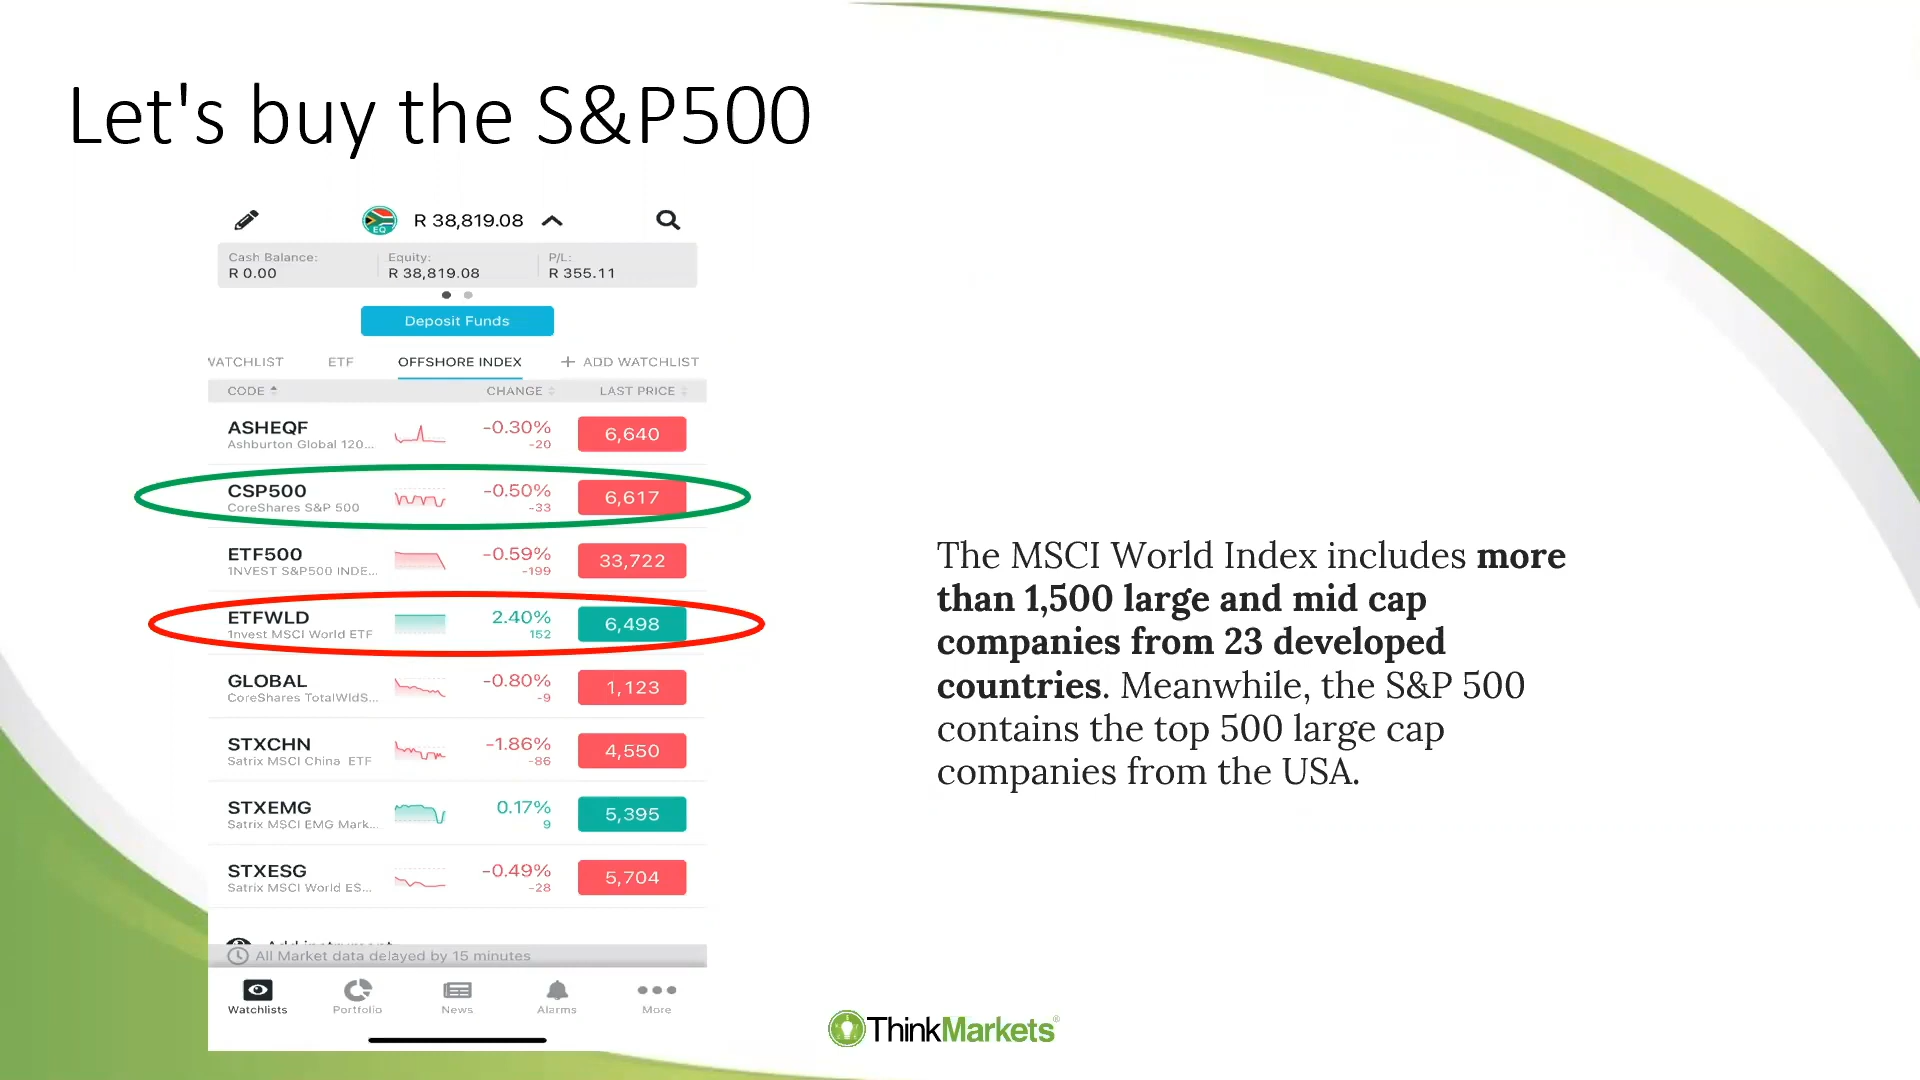 Let's buy the S&P500
EQ
R 38,819.08
Cash Balance: Equity: P/L:
R 0.00 R 38,819.08 R 355.11
Deposit Funds
WATCHLIST ETF OFFSHORE INDEX + ADD WATCHLIST
CODE CHANGE LAST PRICE
ASHEQF -0.30% 6,640
Ashburton Global 120... -20
CSP500 -0.50% 6,617
CoreShares S&P 500 -33
ETF500 -0.59% 33,722
1NVEST S&P500 INDE... -199
ETFWLD 2.40% 6,498
1nvest MSCI World ETF 152
GLOBAL -0.80% 1,123
CoreShares TotalWldS... -9
STXCHN -1.86% 4,550
Satrix MSCI China ETF -86
STXEMG 0.17% 5,395
Satrix MSCI EMG Mark... 9
STXESG -0.49% 5,704
Satrix MSCI World ES... -28
Add instrument
All Market data delayed by 15 minutes
Watchlists Portfolio News Alarms More
The MSCI World Index includes more
than 1,500 large and mid cap
companies from 23 developed
countries. Meanwhile, the S&P 500
contains the top 500 large cap
companies from the USA.
ThinkMarkets®